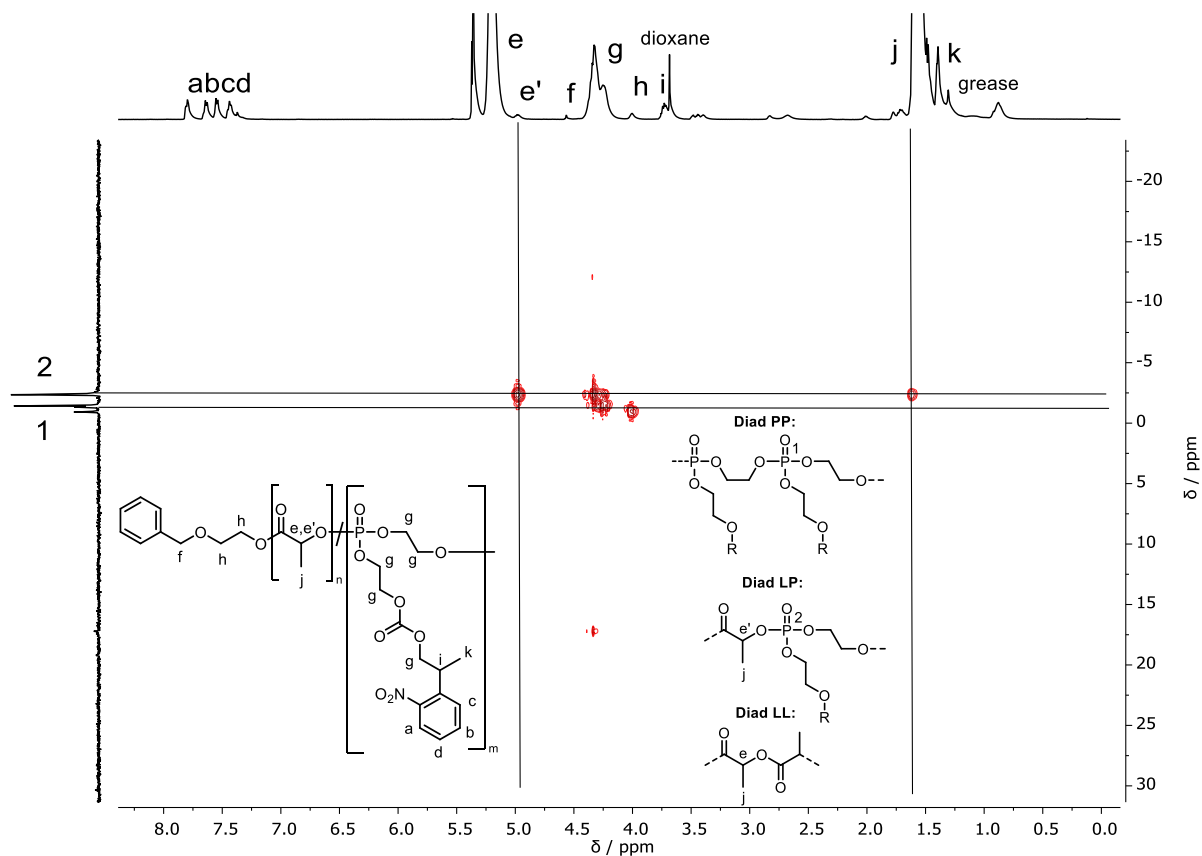 abcd
e
e'
f
g
h
i
dioxane
j
k
grease
-20
-15
-10
-5
0
5
10
15
20
25
30
δ / ppm
2
1
Diad PP:
O
O
P
O
O
P
1
O
O
O
O
O
O
R
R
Diad LP:
O
O
e'
O
P
2
O
O
j
O
O
R
Diad LL:
O
e
O
j
O
O
h
O
e,e'
O
f
h
O
j
n
/
O
P
O
g
O
g
O
g
g
O
O
O
g
i
k
O2N
c
a
b
d
m
8.0 7.5 7.0 6.5 6.0 5.5 5.0 4.5 4.0 3.5 3.0 2.5 2.0 1.5 1.0 0.5 0.0
δ / ppm